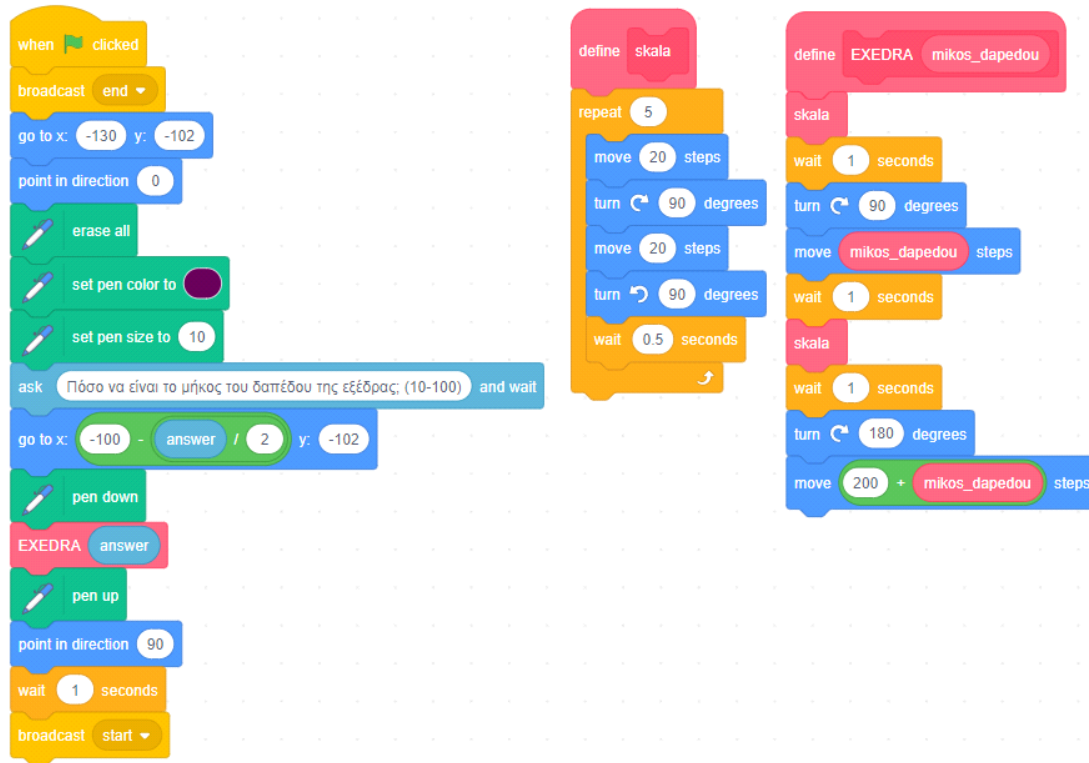 when clicked
broadcast end
go to x: -130 y: -102
point in direction 0
erase all
set pen color to
set pen size to 10
ask Πόσο να είναι το μήκος του δαπέδου της εξέδρας; (10-100) and wait
go to x: -100 - answer / 2 y: -102
pen down
EXEDRA answer
pen up
point in direction 90
wait 1 seconds
broadcast start
define skala
repeat 5
move 20 steps
turn 90 degrees
move 20 steps
turn 90 degrees
wait 0.5 seconds
define EXEDRA mikos_dapedou
skala
wait 1 seconds
turn 90 degrees
move mikos_dapedou steps
wait 1 seconds
skala
wait 1 seconds
turn 180 degrees
move 200 + mikos_dapedou steps